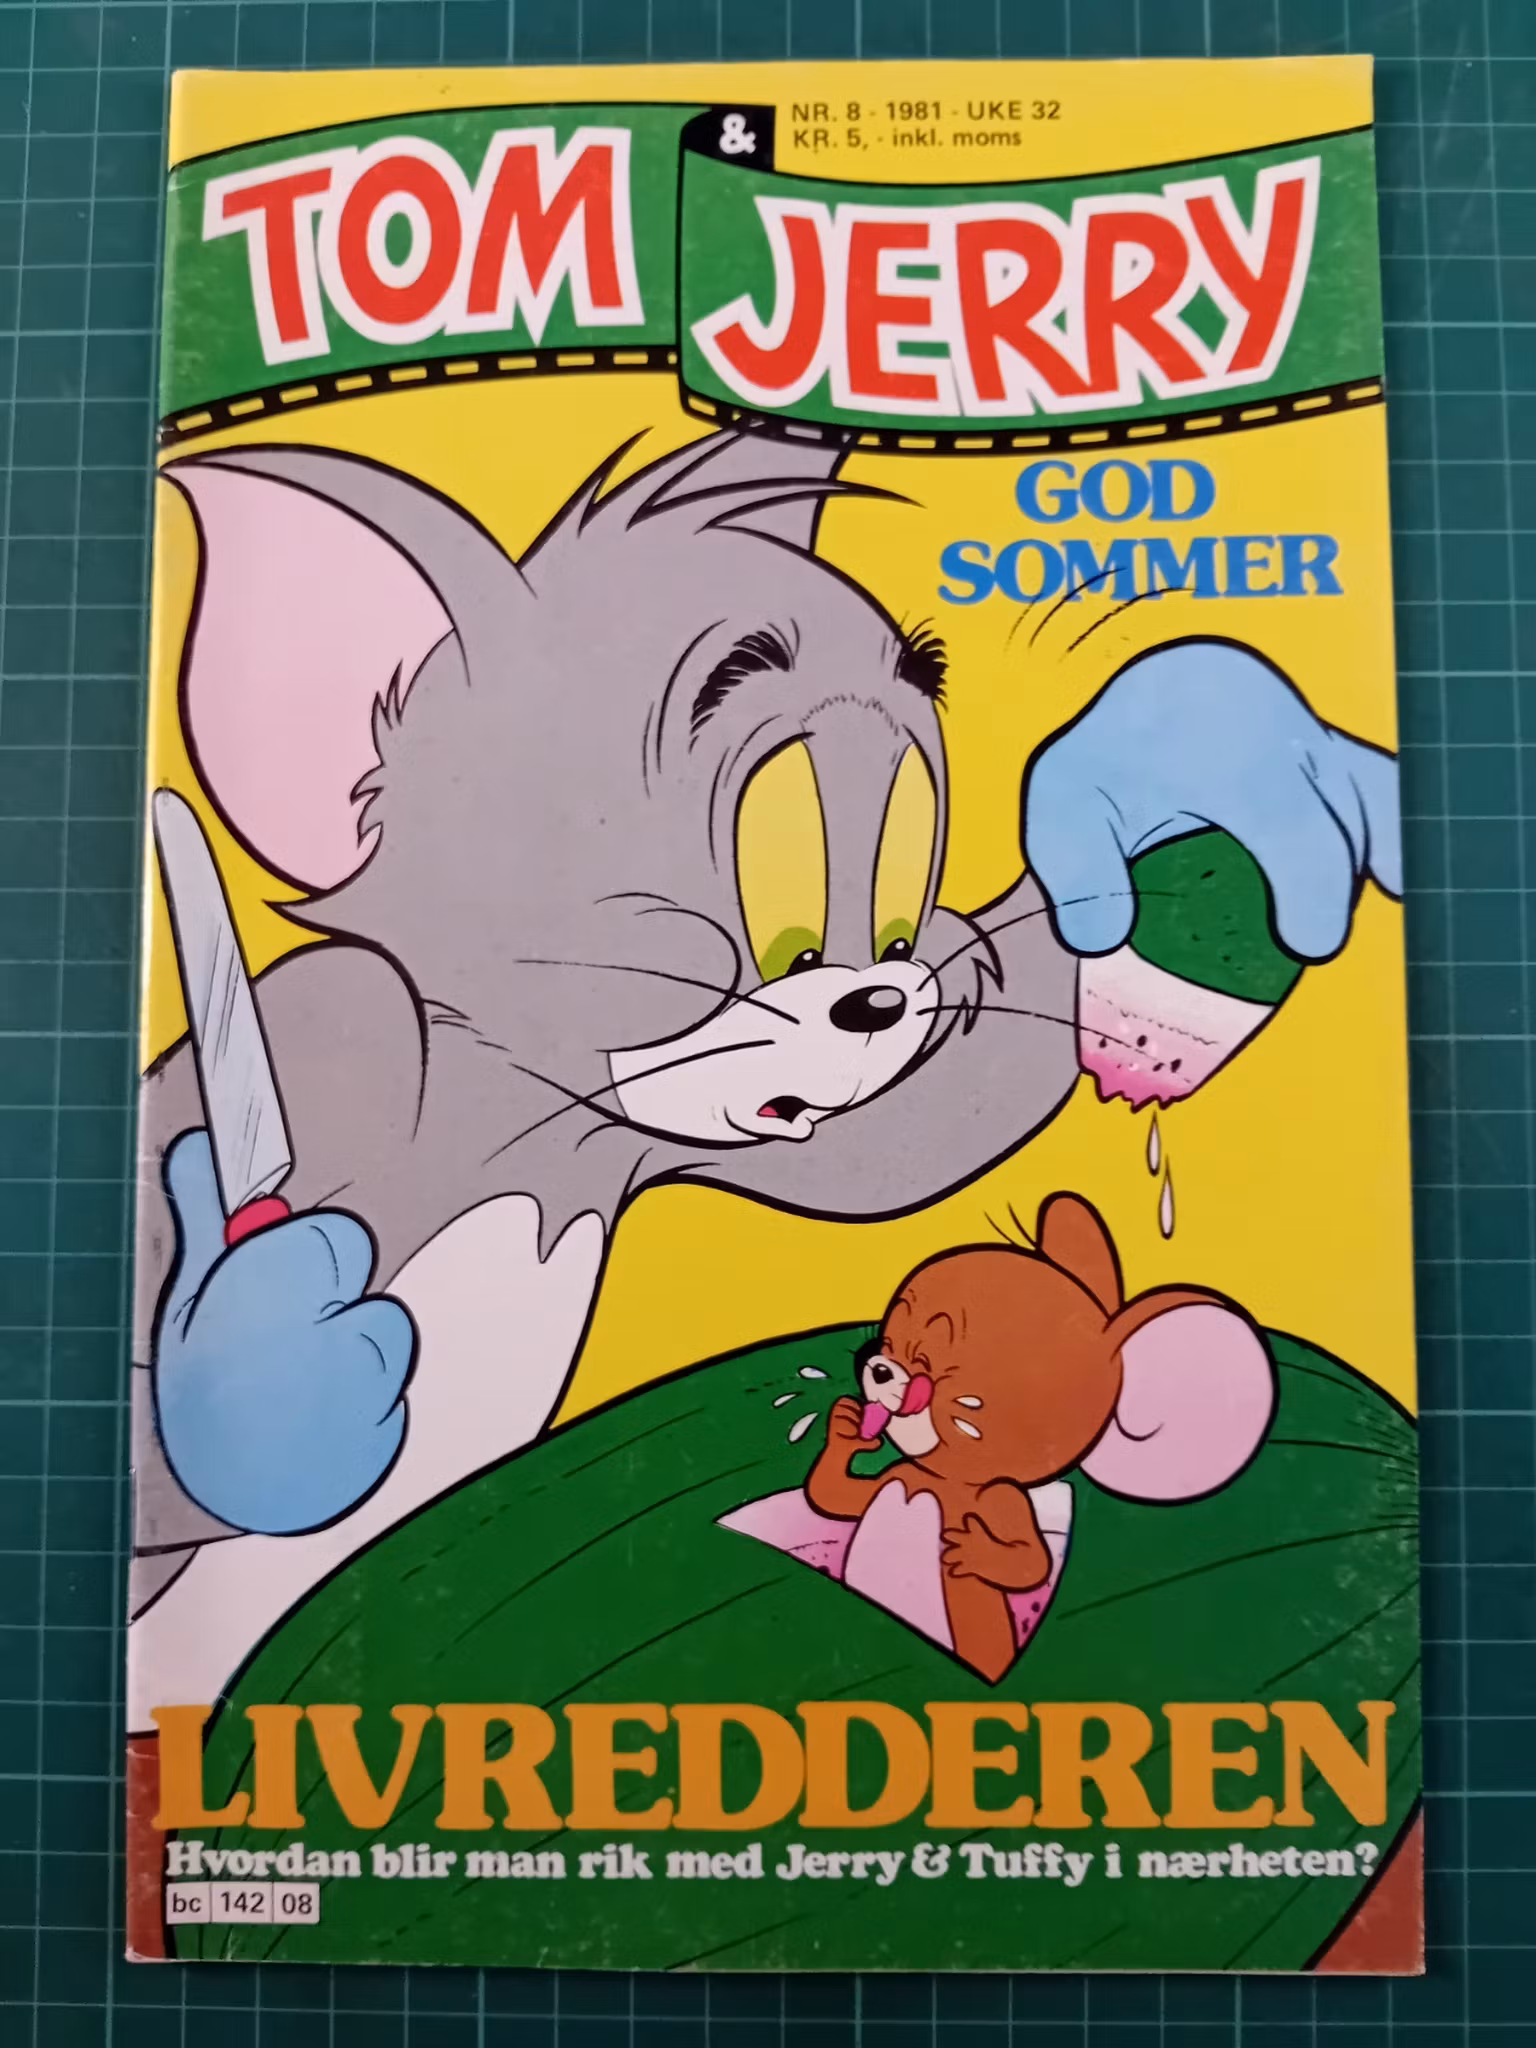 TOM & JERRY
NR. 8 - 1981 - UKE 32
KR. 5, - inkl. moms
GOD
SOMMER
LIVREDDEREN
Hvordan blir man rik med Jerry & Tuffy i nærheten?
bc 142 08